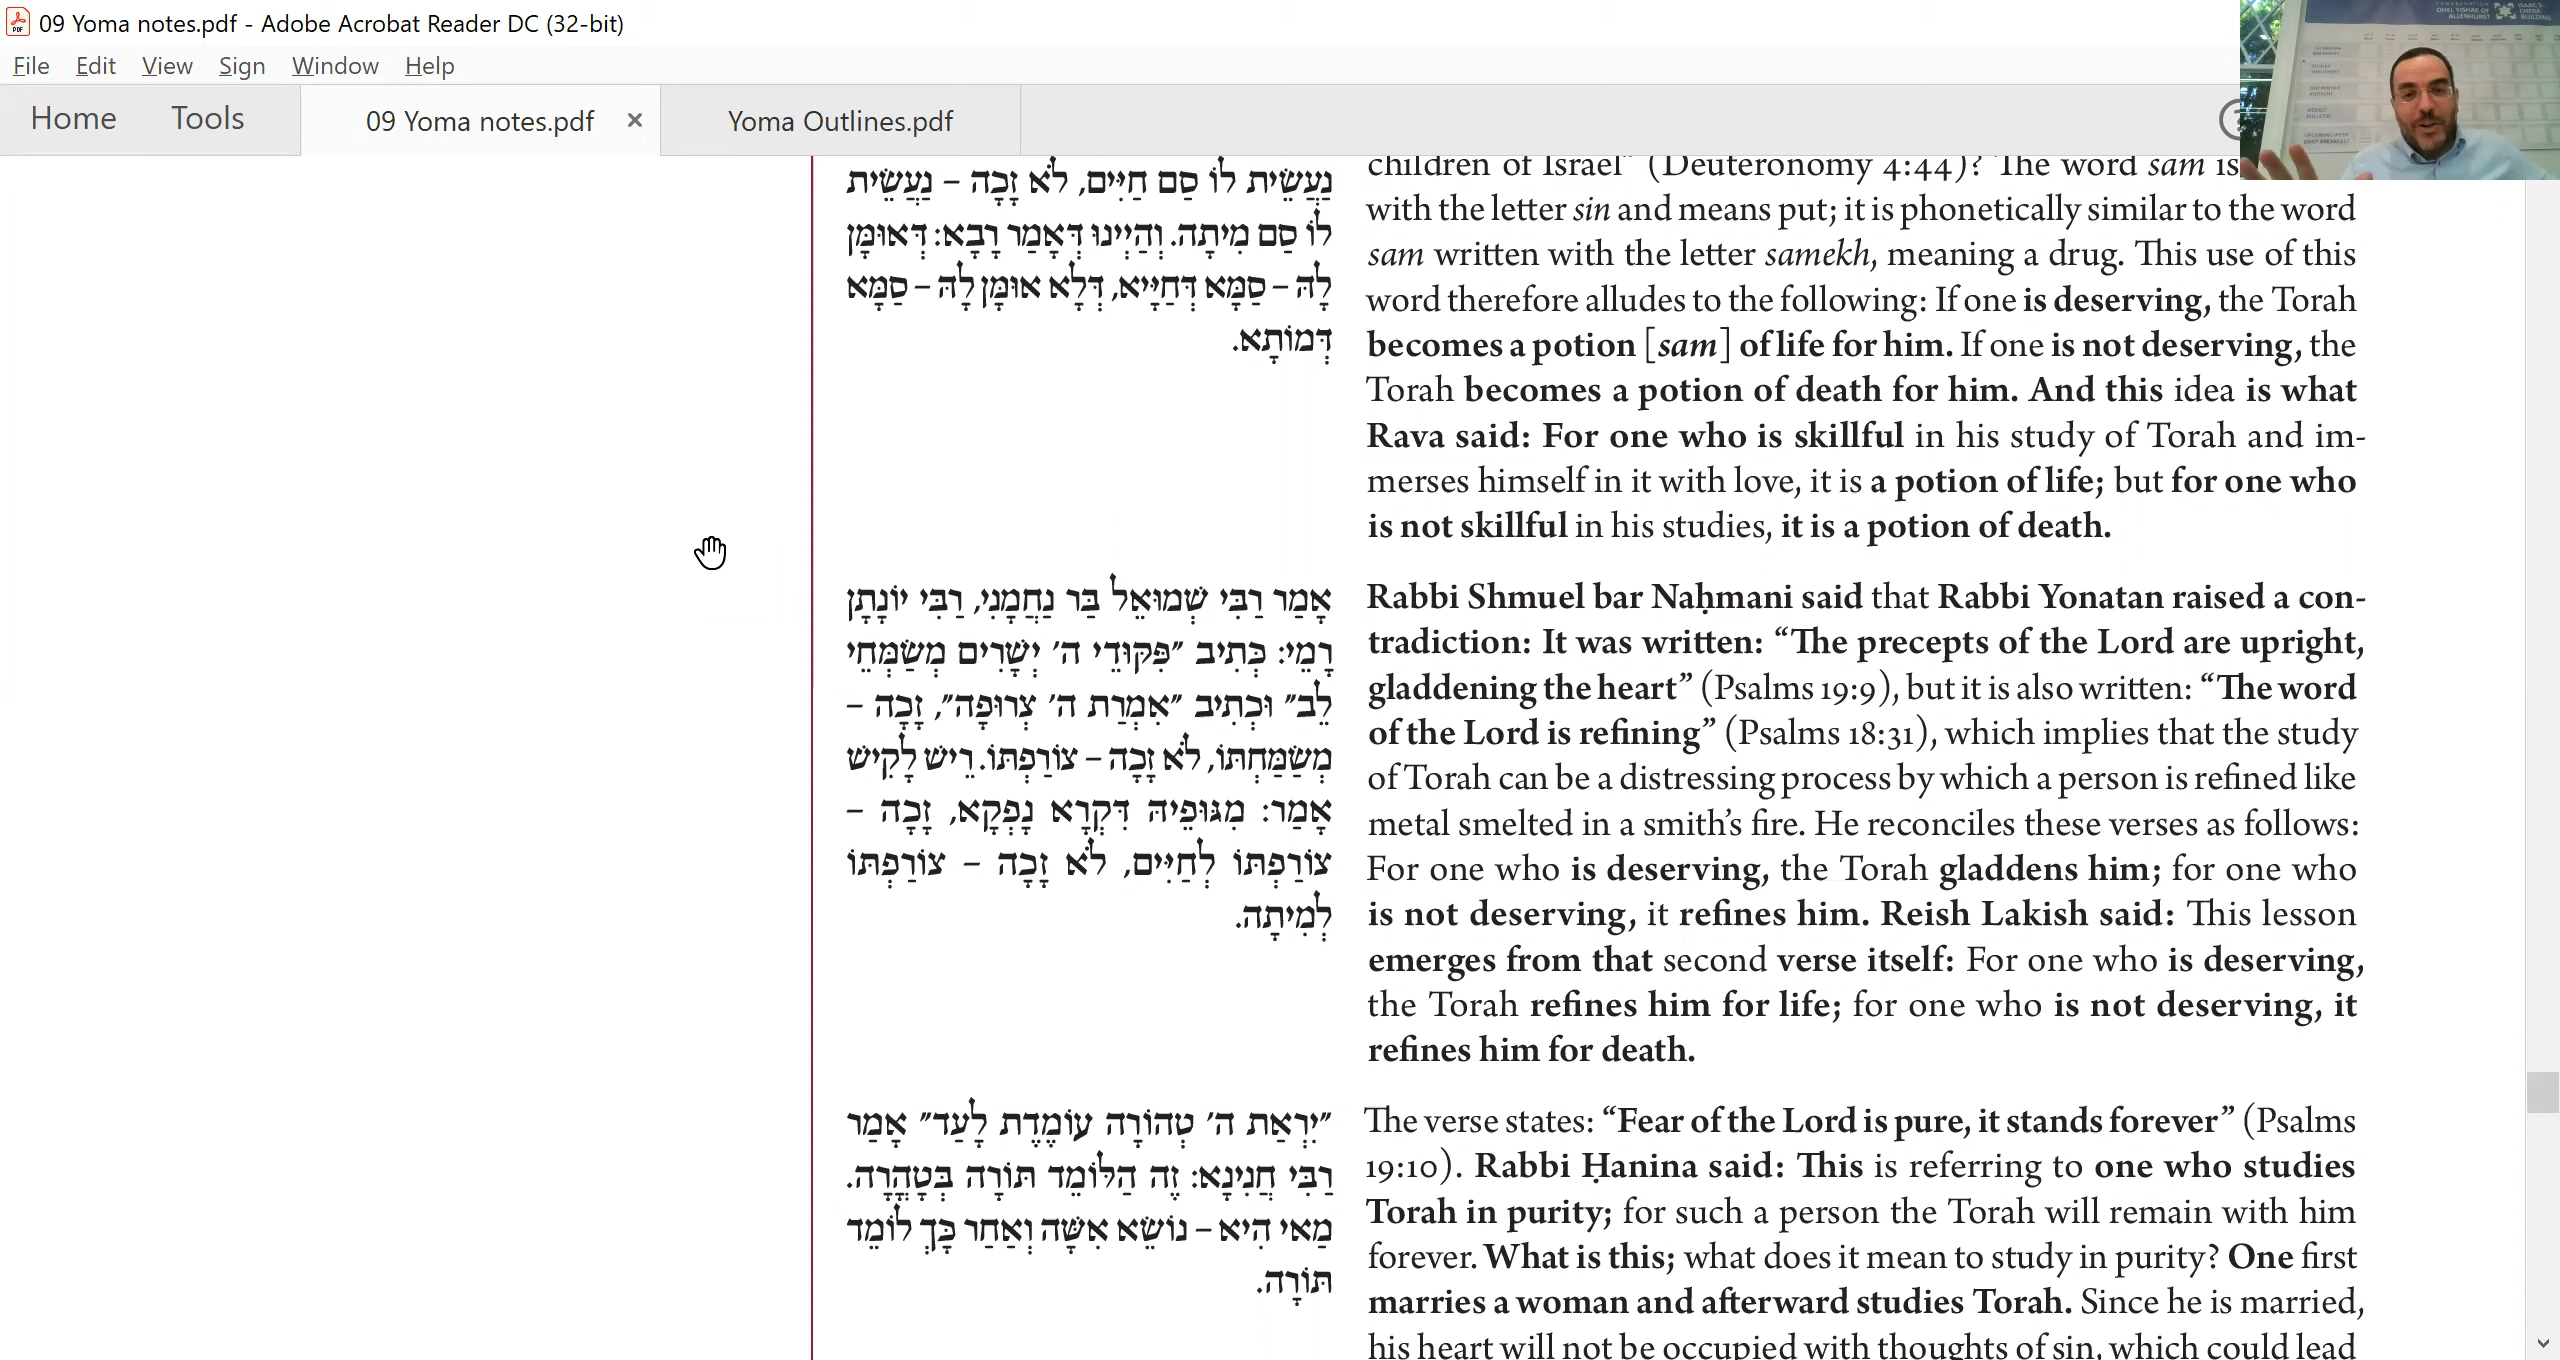 09 Yoma notes.pdf - Adobe Acrobat Reader DC (32-bit)
File Edit View Sign Window Help
Home Tools 09 Yoma notes.pdf × Yoma Outlines.pdf
נַעֲשֵׂית לוֹ סַם חַיִּים, לֹא זָכָה – נַעֲשֵׂית
לוֹ סַם מִיתָה. וְהַיְינוּ דְּאָמַר רָבָא: דְּאוּמָּן
לָהּ – סַמָּא דְּחַיָּיא, דְּלָא אוּמָּן לָהּ – סַמָּא
דְּמוֹתָא.
children of Israel” (Deuteronomy 4:44)? The word sam is
with the letter sin and means put; it is phonetically similar to the word
sam written with the letter samekh, meaning a drug. This use of this
word therefore alludes to the following: If one is deserving, the Torah
becomes a potion [sam] of life for him. If one is not deserving, the
Torah becomes a potion of death for him. And this idea is what
Rava said: For one who is skillful in his study of Torah and im-
merses himself in it with love, it is a potion of life; but for one who
is not skillful in his studies, it is a potion of death.
אָמַר רַבִּי שְׁמוּאֵל בַּר נַחֲמָנִי, רַבִּי יוֹנָתָן
רָמֵי: כְּתִיב ״פִּקּוּדֵי ה׳ יְשָׁרִים מְשַׂמְּחֵי
לֵב״ וּכְתִיב ״אִמְרַת ה׳ צְרוּפָה״, זָכָה –
מְשַׂמַּחְתּוֹ, לֹא זָכָה – צוֹרַפְתּוֹ. רֵישׁ לָקִישׁ
אָמַר: מִגּוּפֵיהּ דִּקְרָא נָפְקָא, זָכָה –
צוֹרַפְתּוֹ לְחַיִּים, לֹא זָכָה – צוֹרַפְתּוֹ
לְמִיתָה.
Rabbi Shmuel bar Naḥmani said that Rabbi Yonatan raised a con-
tradiction: It was written: “The precepts of the Lord are upright,
gladdening the heart” (Psalms 19:9), but it is also written: “The word
of the Lord is refining” (Psalms 18:31), which implies that the study
of Torah can be a distressing process by which a person is refined like
metal smelted in a smith’s fire. He reconciles these verses as follows:
For one who is deserving, the Torah gladdens him; for one who
is not deserving, it refines him. Reish Lakish said: This lesson
emerges from that second verse itself: For one who is deserving,
the Torah refines him for life; for one who is not deserving, it
refines him for death.
״יִרְאַת ה׳ טְהוֹרָה עוֹמֶדֶת לָעַד״ אָמַר
רַבִּי חֲנִינָא: זֶה הַלּוֹמֵד תּוֹרָה בְּטָהֳרָה.
מַאי הִיא – נוֹשֵׂא אִשָּׁה וְאַחַר כָּךְ לוֹמֵד
תּוֹרָה.
The verse states: “Fear of the Lord is pure, it stands forever” (Psalms
19:10). Rabbi Ḥanina said: This is referring to one who studies
Torah in purity; for such a person the Torah will remain with him
forever. What is this; what does it mean to study in purity? One first
marries a woman and afterward studies Torah. Since he is married,
his heart will not be occupied with thoughts of sin, which could lead